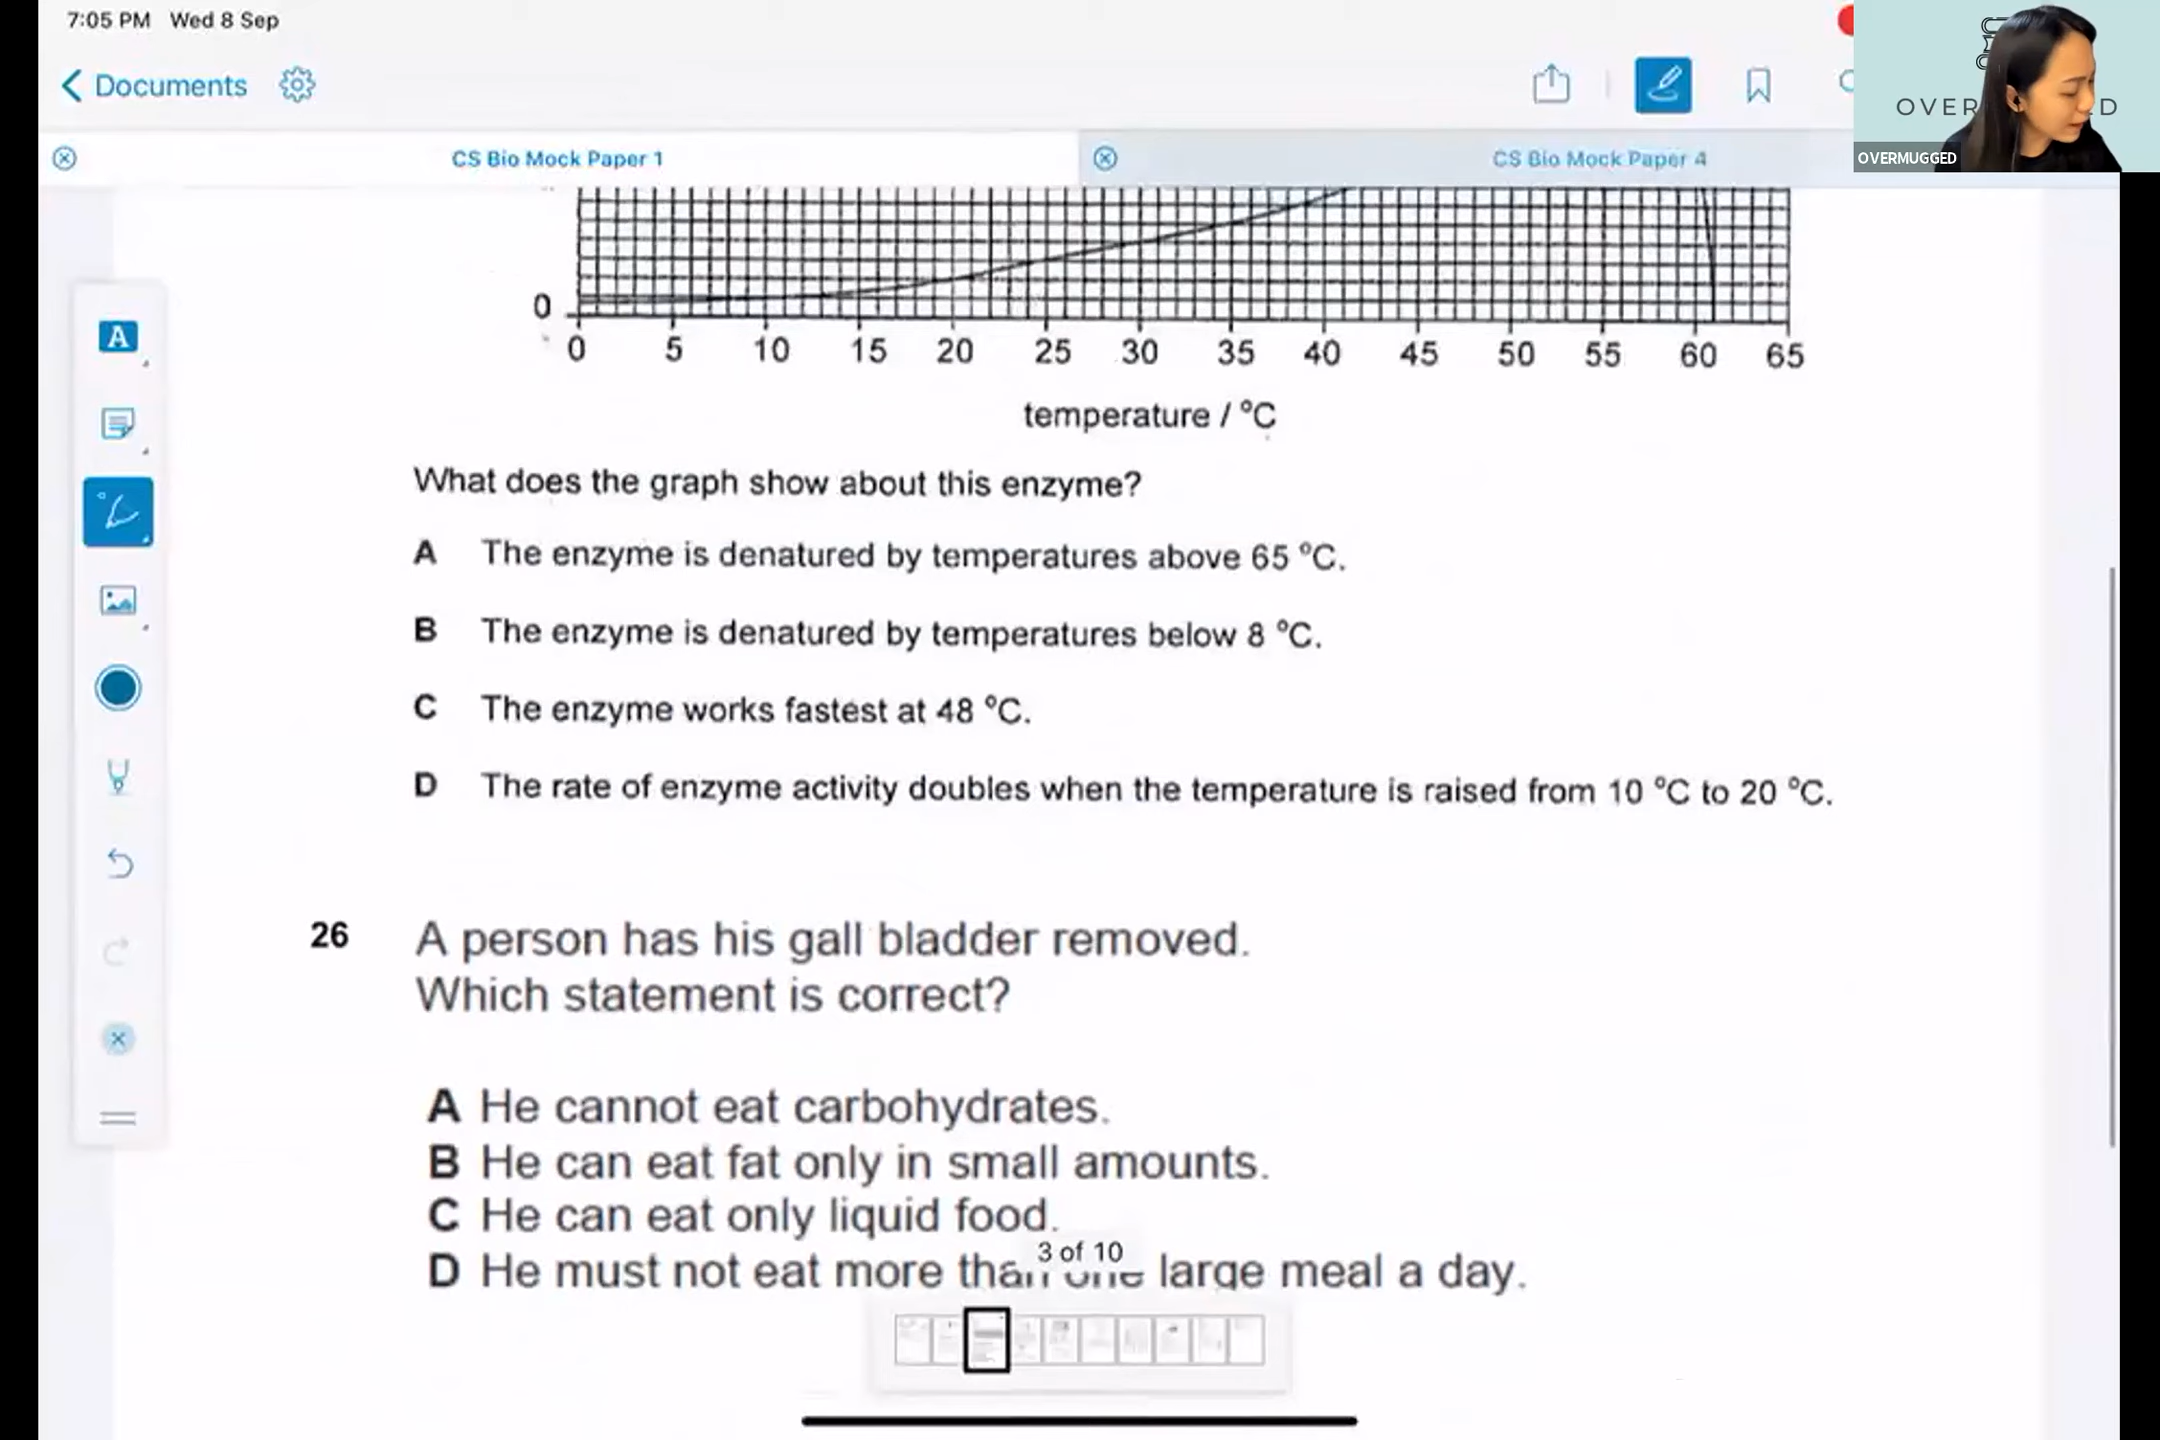 7:05 PM Wed 8 Sep
Documents
OVER D
OVERMUGGED
CS Bio Mock Paper 1
CS Bio Mock Paper 4
A
0
0 5 10 15 20 25 30 35 40 45 50 55 60 65
temperature / °C
What does the graph show about this enzyme?
A The enzyme is denatured by temperatures above 65 °C.
B The enzyme is denatured by temperatures below 8 °C.
C The enzyme works fastest at 48 °C.
D The rate of enzyme activity doubles when the temperature is raised from 10 °C to 20 °C.
26 A person has his gall bladder removed.
Which statement is correct?
A He cannot eat carbohydrates.
B He can eat fat only in small amounts.
C He can eat only liquid food.
D He must not eat more than one large meal a day.
3 of 10